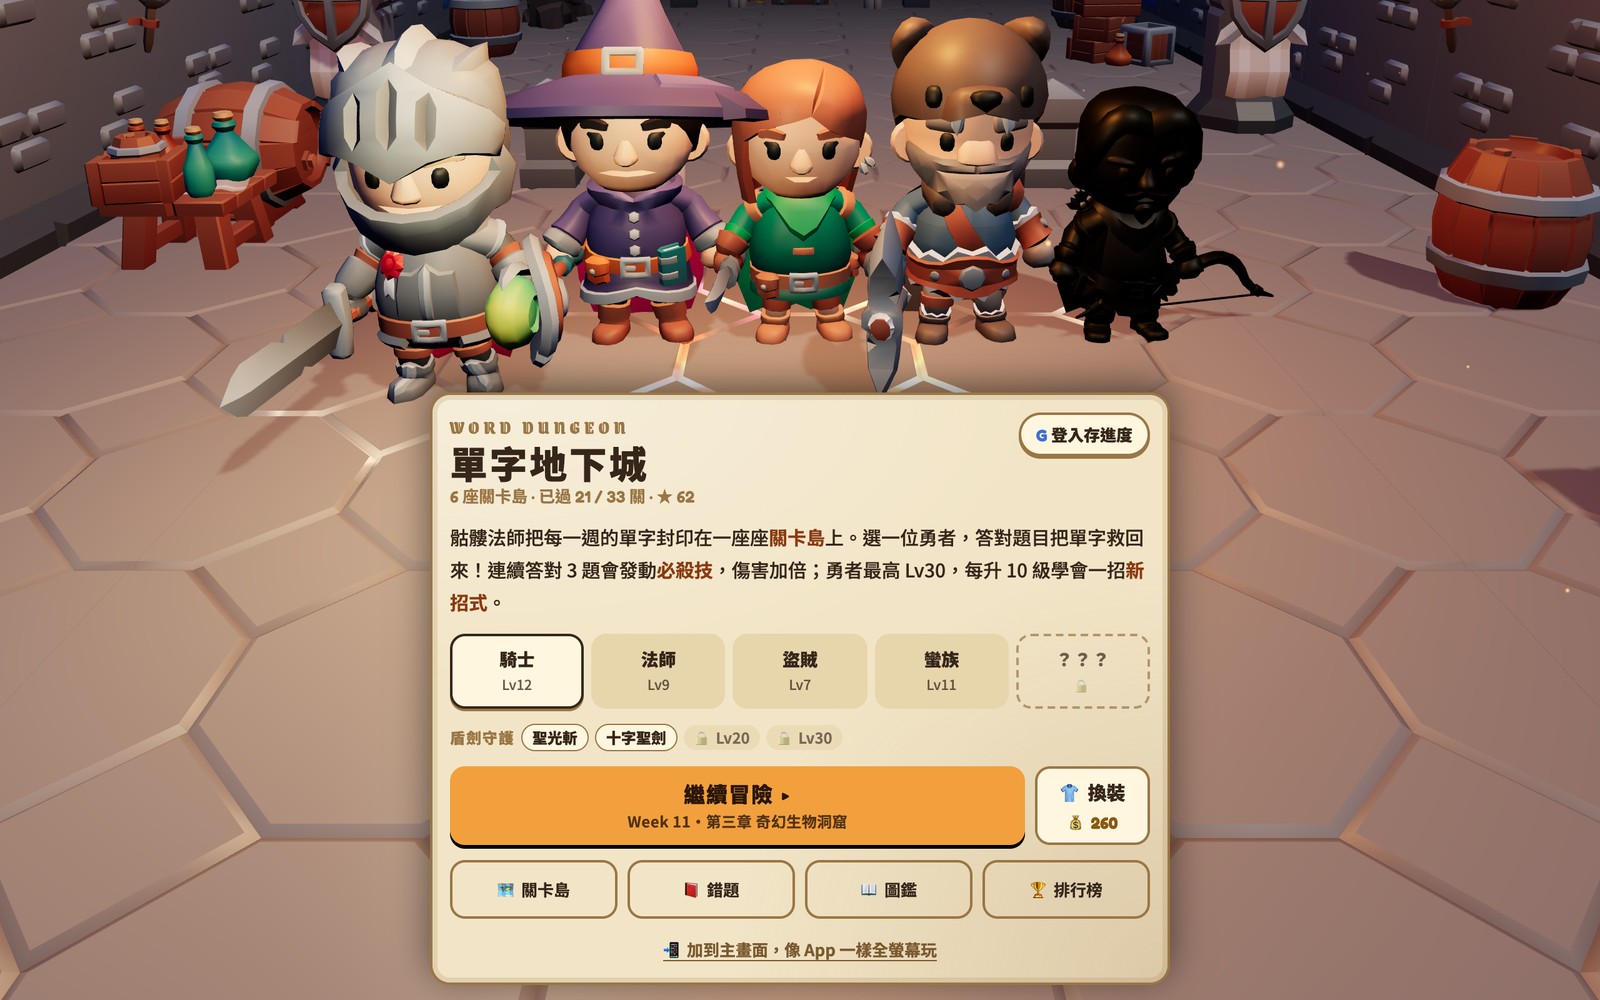 WORD DUNGEON
單字地下城
6 座關卡島 · 已過 21 / 33 關 · ★ 62
G 登入存進度
骷髏法師把每一週的單字封印在一座座關卡島上。選一位勇者，答對題目把單字救回
來！連續答對 3 題會發動必殺技，傷害加倍；勇者最高 Lv30，每升 10 級學會一招新
招式。
騎士
Lv12
法師
Lv9
盜賊
Lv7
蠻族
Lv11
? ? ?
盾劍守護 聖光斬 十字聖劍 Lv20 Lv30
繼續冒險 ▸
Week 11 · 第三章 奇幻生物洞窟
換裝
260
關卡島
錯題
圖鑑
排行榜
加到主畫面，像 App 一樣全螢幕玩